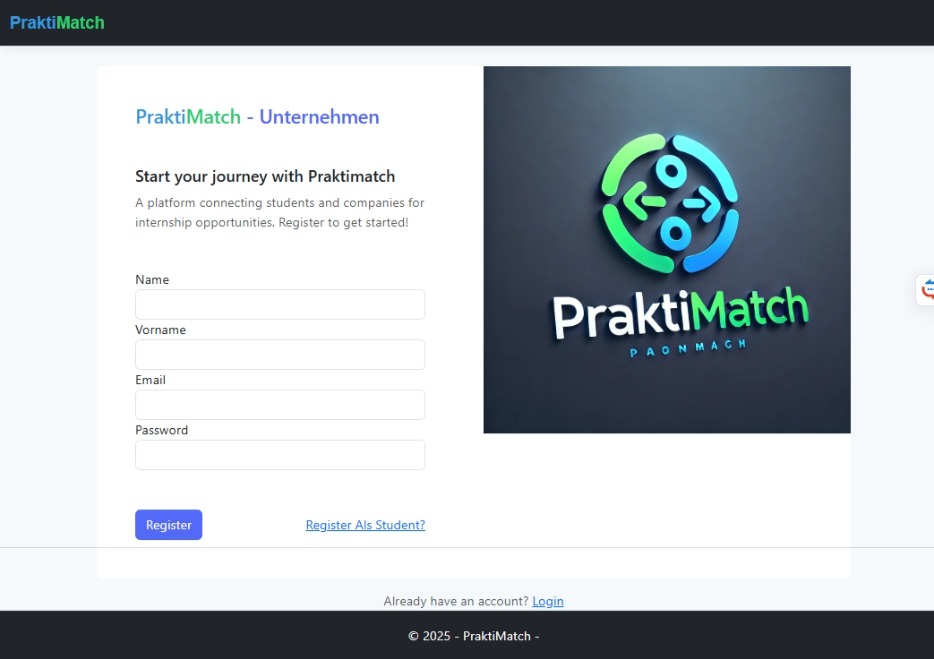 PraktiMatch
PraktiMatch - Unternehmen
Start your journey with Praktimatch
A platform connecting students and companies for
internship opportunities. Register to get started!
Name
Vorname
Email
Password
Register
Register Als Student?
PraktiMatch
PAONMACH
Already have an account? Login
© 2025 - PraktiMatch -